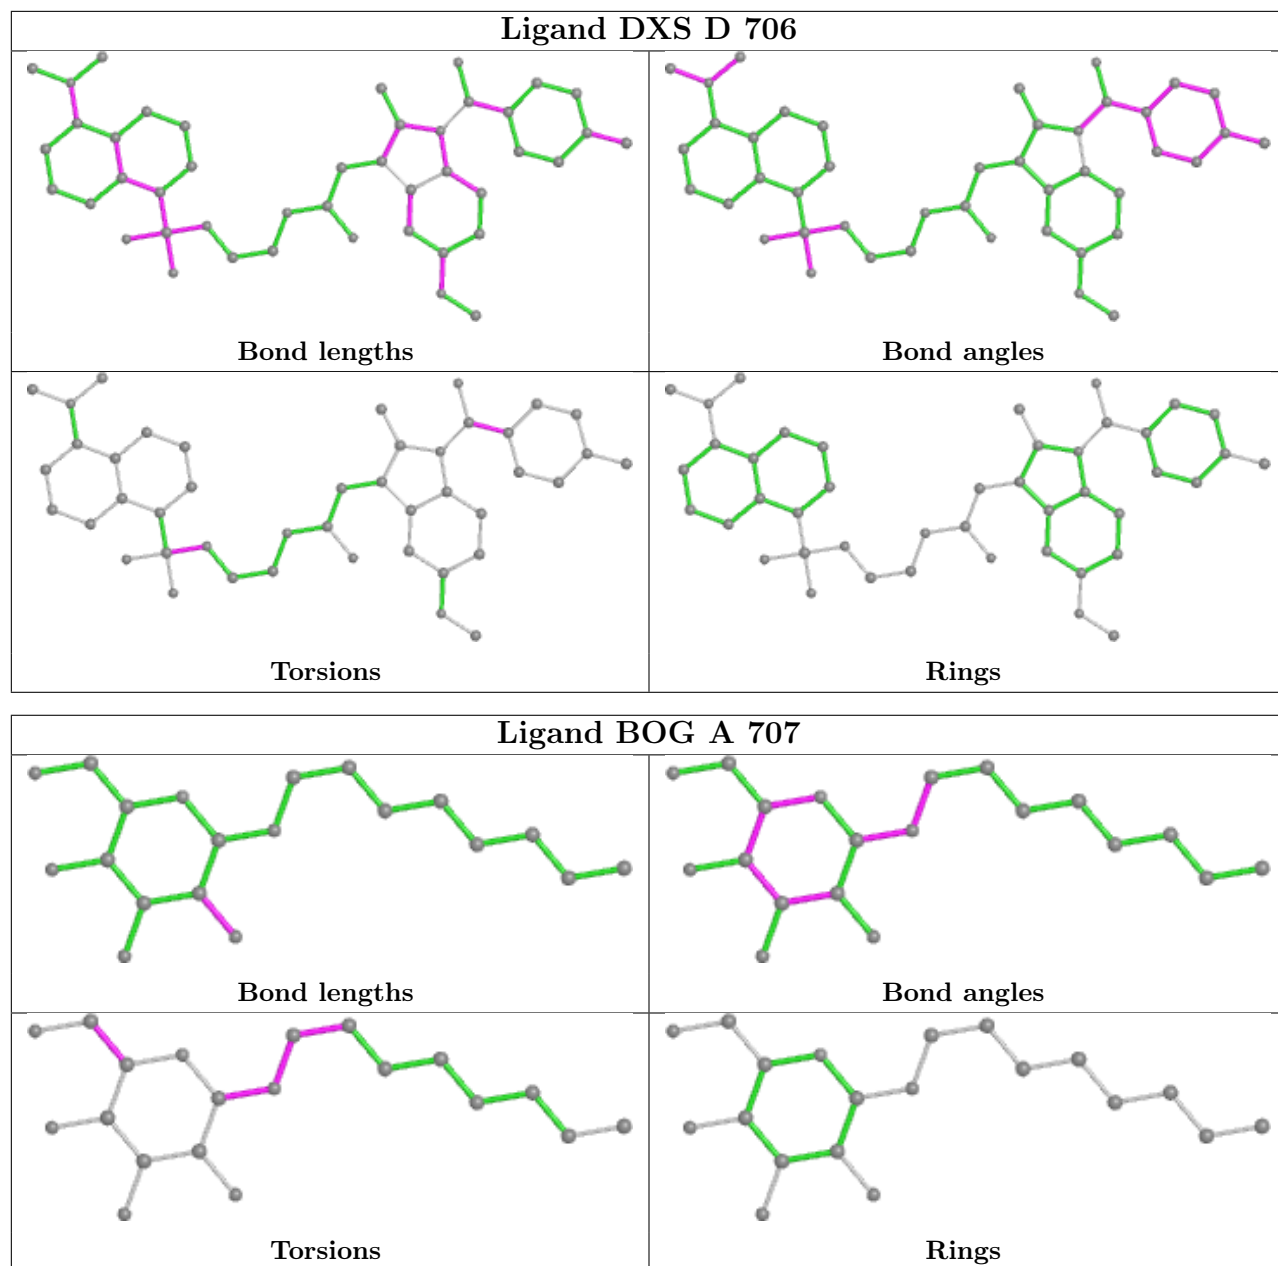 Ligand DXS D 706
Bond lengths
Bond angles
Torsions
Rings
Ligand BOG A 707
Bond lengths
Bond angles
Torsions
Rings